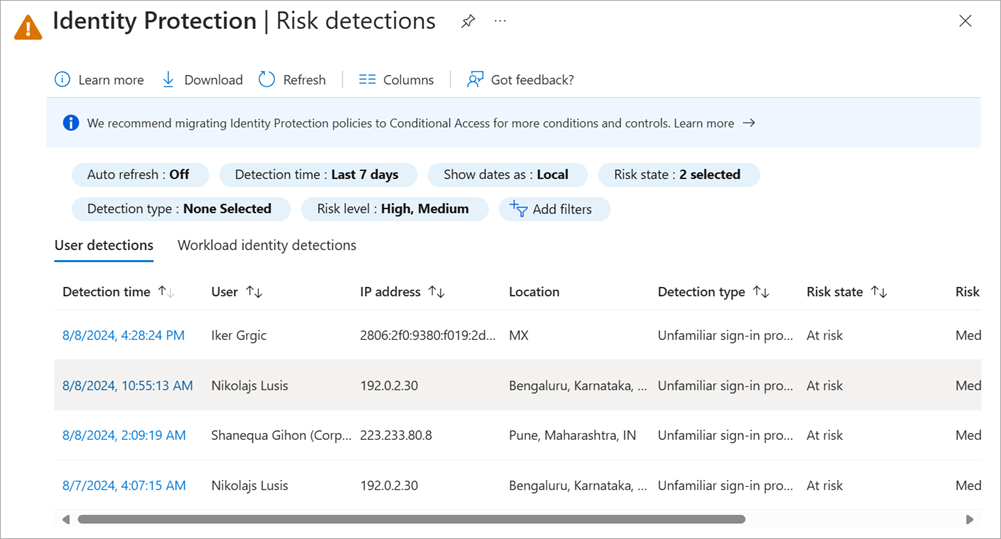 Identity Protection | Risk detections ...
Learn more Download Refresh Columns Got feedback?
We recommend migrating Identity Protection policies to Conditional Access for more conditions and controls. Learn more →
Auto refresh : Off Detection time : Last 7 days Show dates as : Local Risk state : 2 selected
Detection type : None Selected Risk level : High, Medium Add filters
User detections Workload identity detections
Detection time ↑↓ User ↑↓ IP address ↑↓ Location Detection type ↑↓ Risk state ↑↓ Risk
8/8/2024, 4:28:24 PM Iker Grgic 2806:2f0:9380:f019:2d... MX Unfamiliar sign-in pro... At risk Med
8/8/2024, 10:55:13 AM Nikolajs Lusis 192.0.2.30 Bengaluru, Karnataka, ... Unfamiliar sign-in pro... At risk Med
8/8/2024, 2:09:19 AM Shanequa Gihon (Corp... 223.233.80.8 Pune, Maharashtra, IN Unfamiliar sign-in pro... At risk Med
8/7/2024, 4:07:15 AM Nikolajs Lusis 192.0.2.30 Bengaluru, Karnataka, ... Unfamiliar sign-in pro... At risk Med